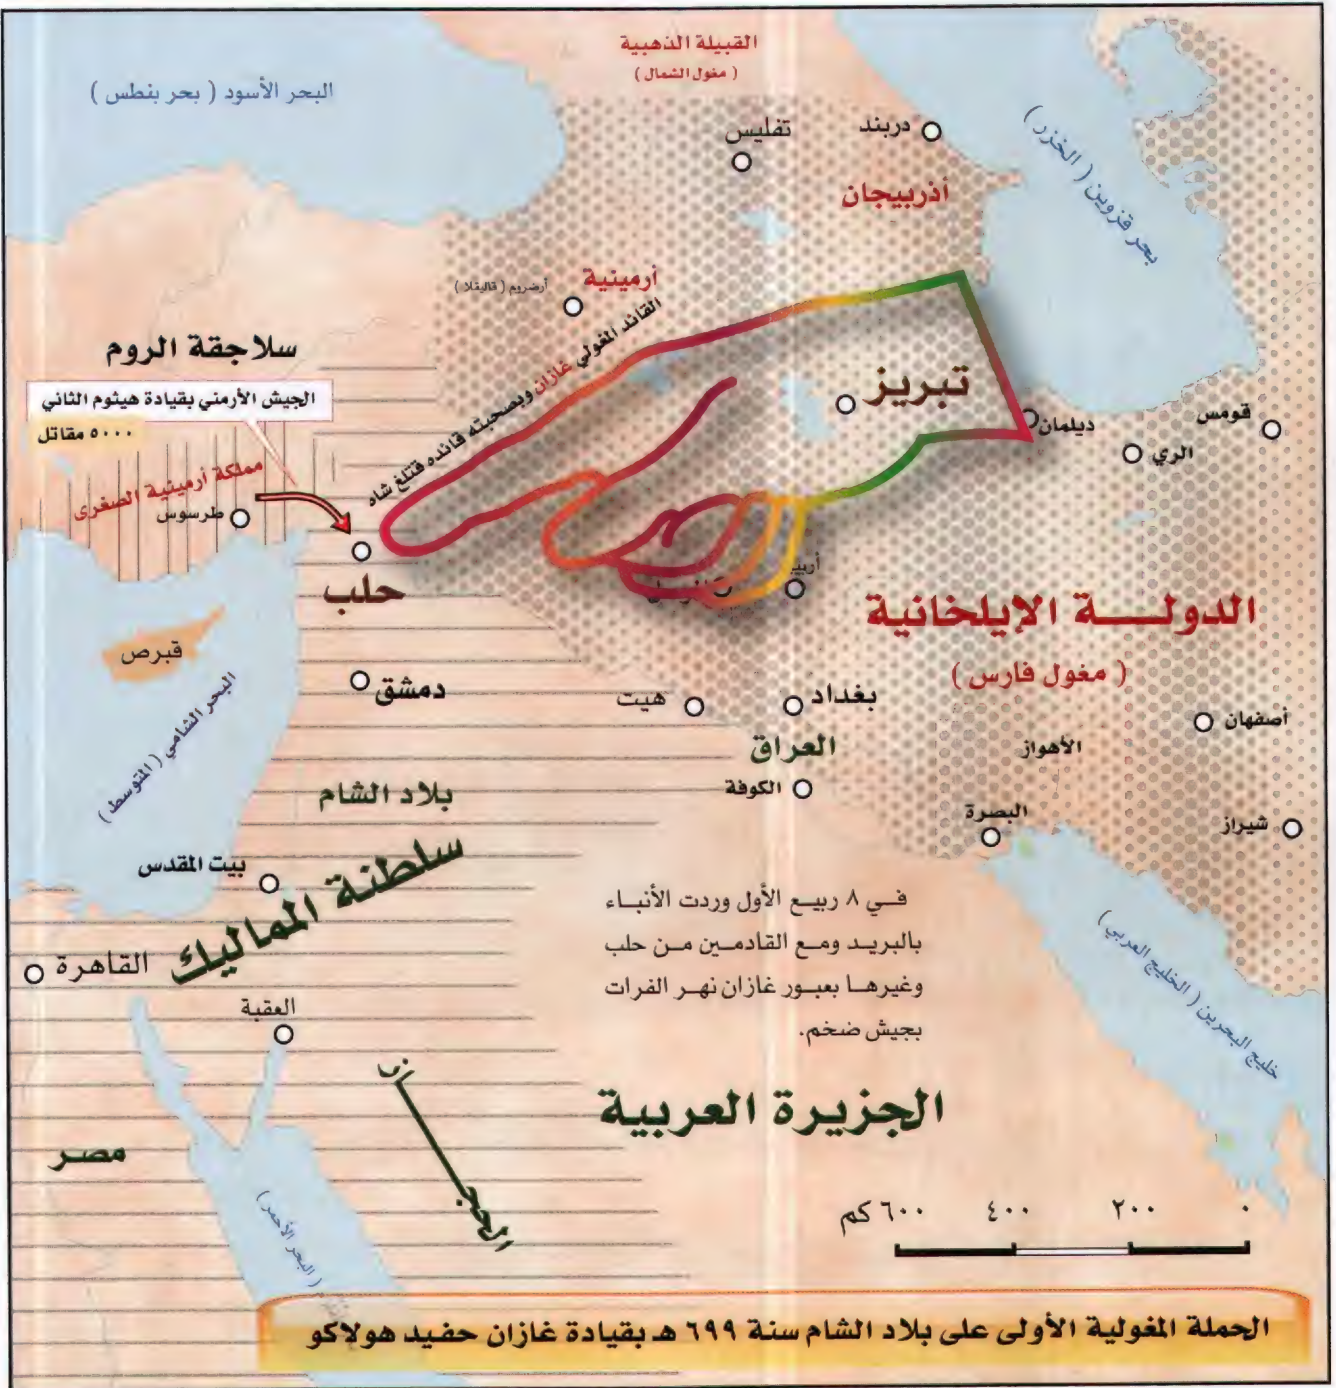 القبيلة الذهبية
( مغول الشمال )
البحر الأسود ( بحر بنطس )
تفليس
دربند
بحر قزوين ( الخزر )
أذربيجان
أرمينية
أرضروم ( قاليقلا )
القائد المغولي غازان وبصحبته قائده قتلغ شاه
سلاجقة الروم
الجيش الأرمني بقيادة هيثوم الثاني
٥٠٠٠ مقاتل
مملكة أرمينية الصغرى
طرسوس
تبريز
ديلمان
الري
قومس
حلب
قبرص
الدولـــة الإيلخانية
( مغول فارس )
دمشق
هيت
بغداد
أصفهان
البحر الشامي ( المتوسط )
العراق
الأهواز
الكوفة
بلاد الشام
البصرة
شيراز
بيت المقدس
سلطنة المماليك
القاهرة
العقبة
في ٨ ربيع الأول وردت الأنباء
بالبريد ومع القادمين من حلب
وغيرها بعبور غازان نهر الفرات
بجيش ضخم.
خليج البحرين ( الخليج العربي )
الحجـاز
الجزيرة العربية
مصر
( البحر الأحمر )
٦٠٠ كم ٤٠٠ ٢٠٠ ٠
الحملة المغولية الأولى على بلاد الشام سنة ٦٩٩ هـ بقيادة غازان حفيد هولاكو